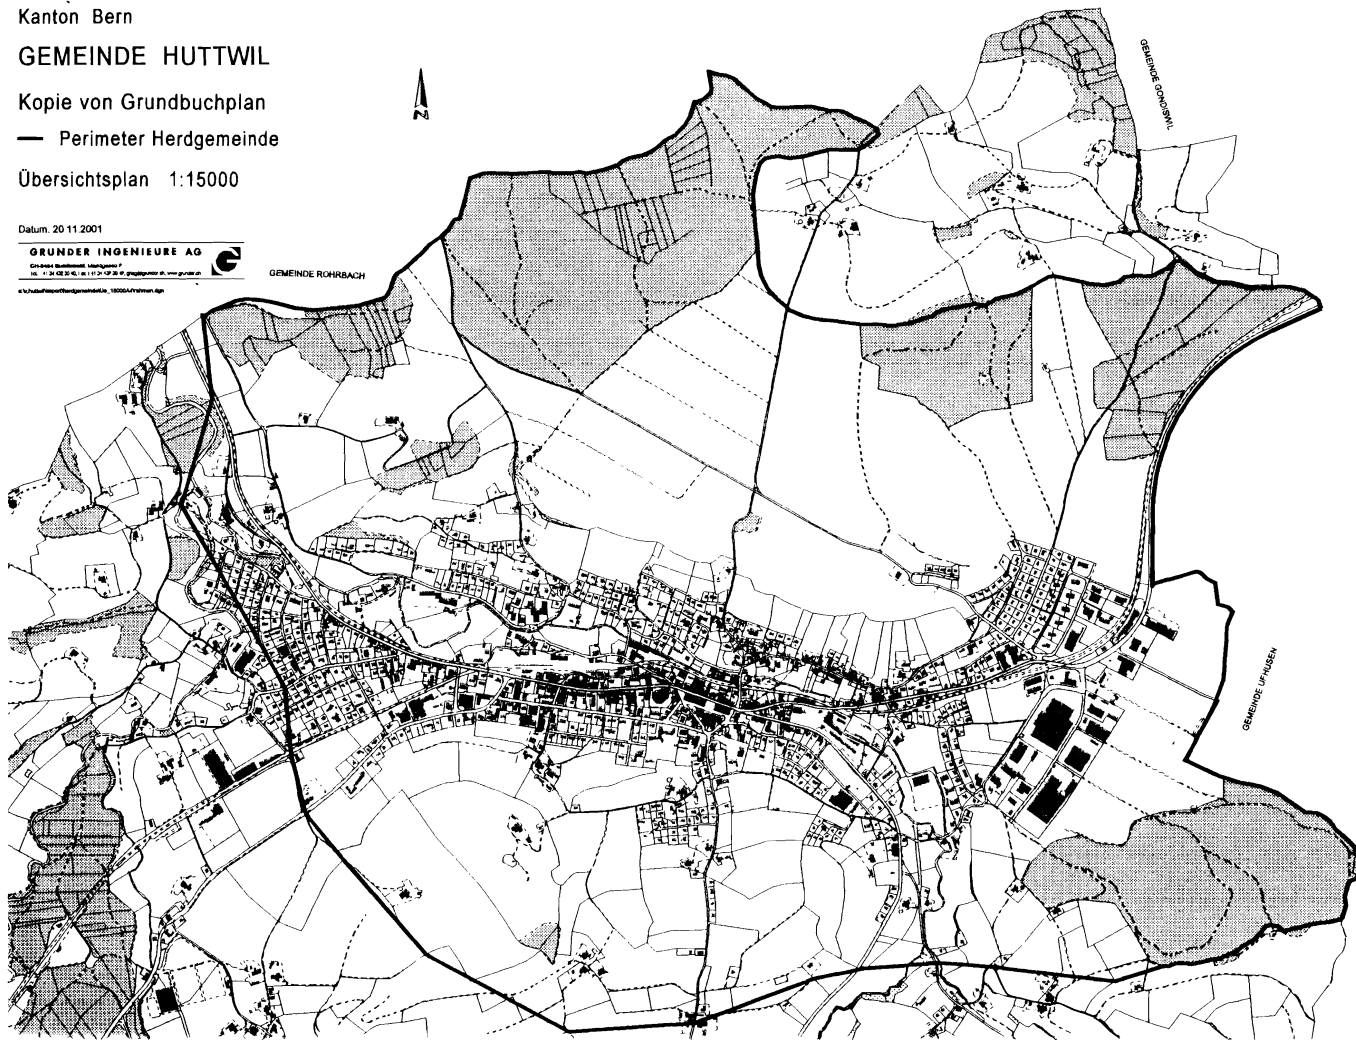 Kanton Bern
GEMEINDE HUTTWIL
Kopie von Grundbuchplan
Perimeter Herdgemeinde
Übersichtsplan 1:15000
Datum. 20 11.2001
GRUNDER INGENIEURE AG
GEMEINDE ROHRBACH
GEMEINDE GONDISWIL
GEMEINDE UFHUSEN
N